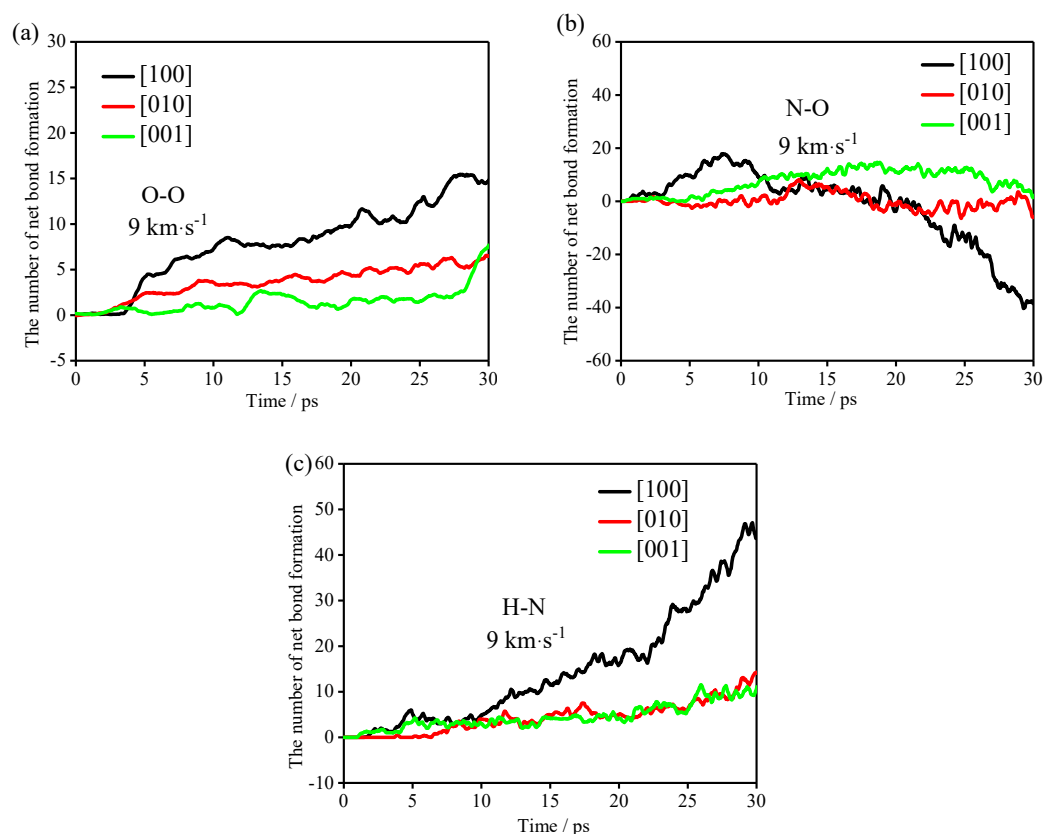 (a)
The number of net bond formation
30
25
20
15
10
5
0
-5
[100]
[010]
[001]
O-O
9 km·s⁻¹
0 5 10 15 20 25 30
Time / ps
(b)
The number of net bond formation
60
40
20
0
-20
-40
-60
[100]
[010]
[001]
N-O
9 km·s⁻¹
0 5 10 15 20 25 30
Time / ps
(c)
The number of net bond formation
60
50
40
30
20
10
0
-10
[100]
[010]
[001]
H-N
9 km·s⁻¹
0 5 10 15 20 25 30
Time / ps